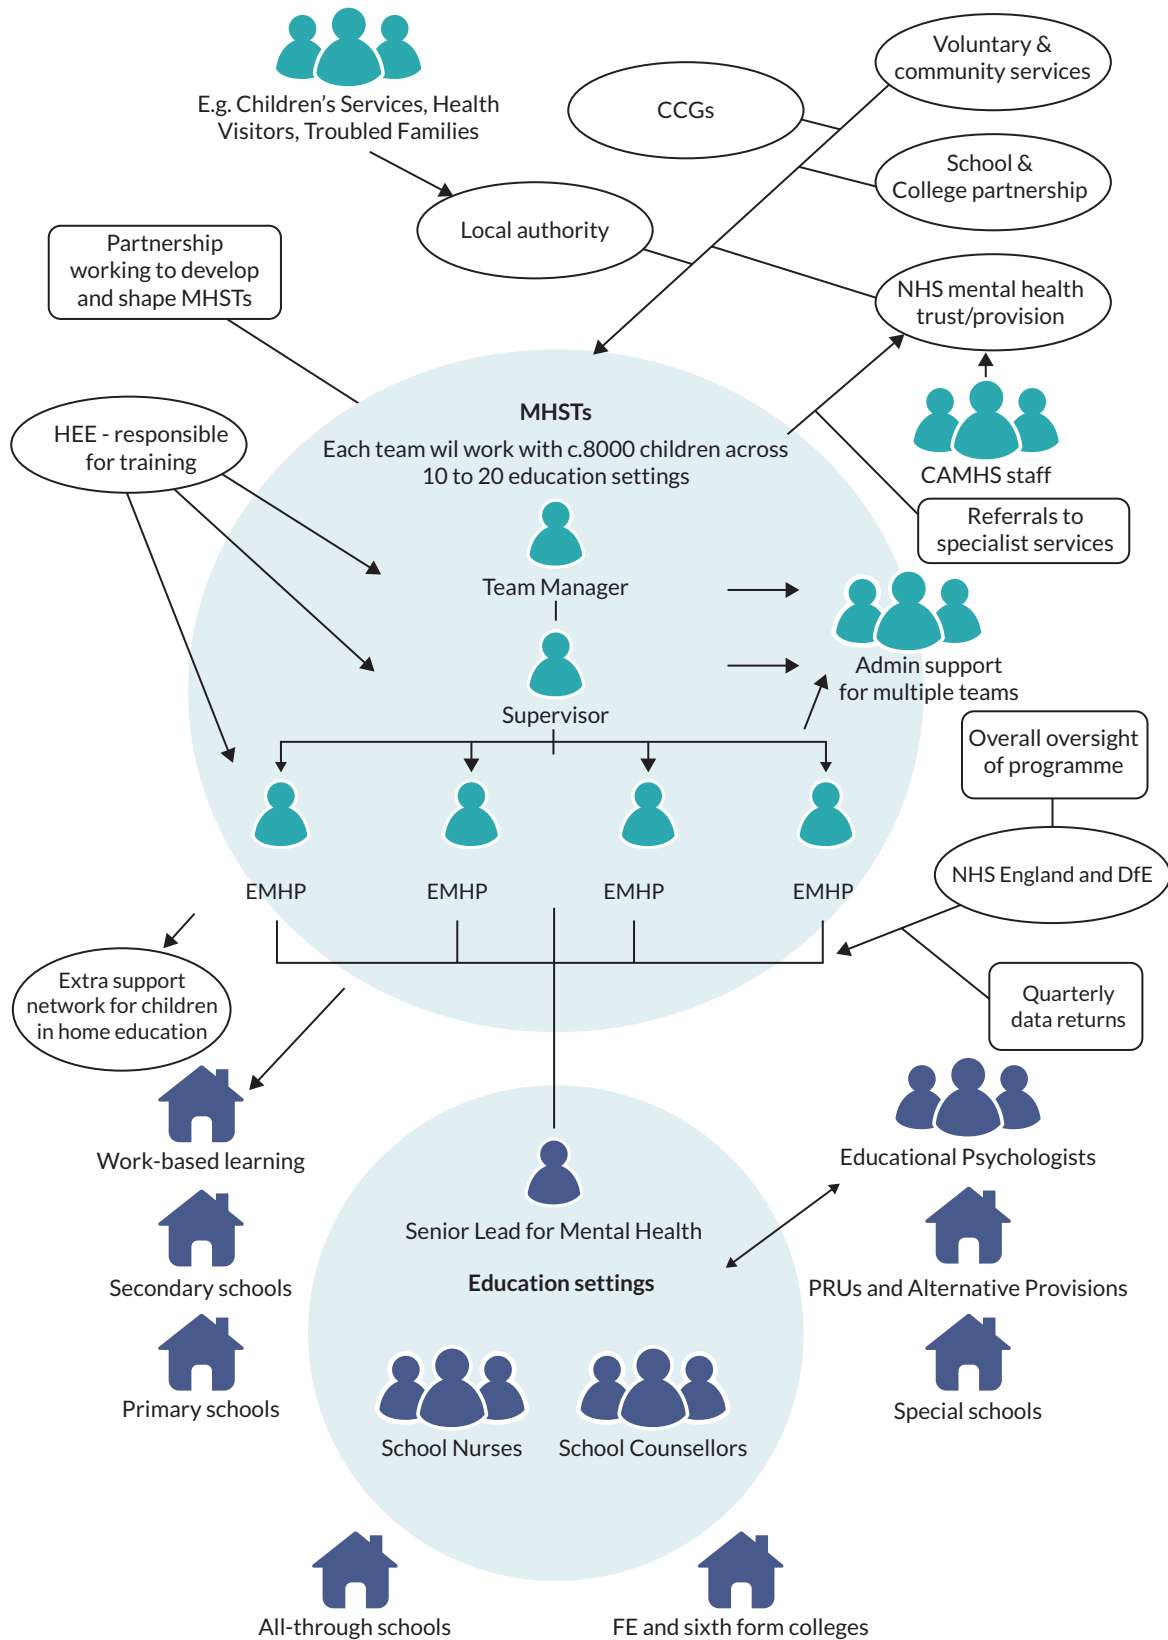 Voluntary &
community services
E.g. Children's Services, Health
Visitors, Troubled Families
CCGs
School &
College partnership
Local authority
Partnership
working to develop
and shape MHSTs
NHS mental health
trust/provision
MHSTs
Each team wil work with c.8000 children across
10 to 20 education settings
HEE - responsible
for training
CAMHS staff
Referrals to
specialist services
Team Manager
Admin support
for multiple teams
Supervisor
Overall oversight
of programme
EMHP
EMHP
EMHP
EMHP
NHS England and DfE
Extra support
network for children
in home education
Quarterly
data returns
Work-based learning
Educational Psychologists
Senior Lead for Mental Health
Education settings
Secondary schools
PRUs and Alternative Provisions
Primary schools
Special schools
School Nurses
School Counsellors
All-through schools
FE and sixth form colleges